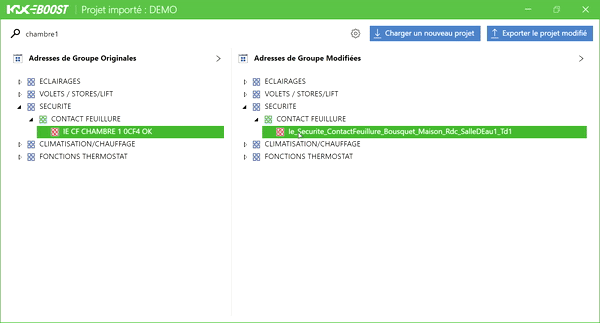 KNX BOOST Projet importé : DEMO
chambre1
Charger un nouveau projet
Exporter le projet modifié
Adresses de Groupe Originales
ECLAIRAGES
VOLETS / STORES/LIFT
SECURITE
CONTACT FEUILLURE
IE CF CHAMBRE 1 0CF4 OK
CLIMATISATION/CHAUFFAGE
FONCTIONS THERMOSTAT
Adresses de Groupe Modifiées
ECLAIRAGES
VOLETS / STORES/LIFT
SECURITE
CONTACT FEUILLURE
Ie_Securite_ContactFeuillure_Bousquet_Maison_Rdc_SalleDEau1_Td1
CLIMATISATION/CHAUFFAGE
FONCTIONS THERMOSTAT